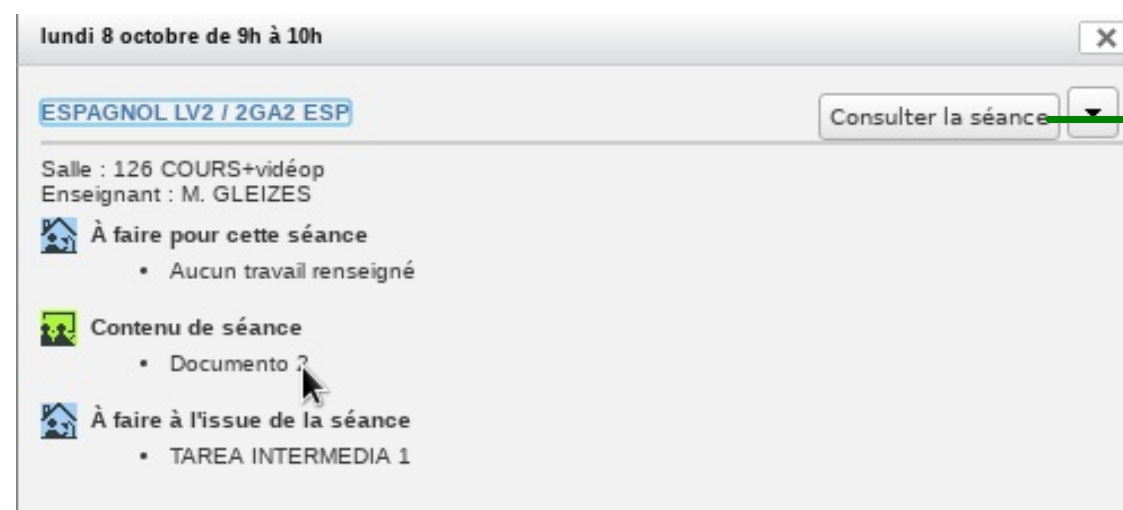 lundi 8 octobre de 9h à 10h
ESPAGNOL LV2 / 2GA2 ESP
Consulter la séance
Salle : 126 COURS+vidéop
Enseignant : M. GLEIZES
À faire pour cette séance
• Aucun travail renseigné
Contenu de séance
• Documento 2
À faire à l'issue de la séance
• TAREA INTERMEDIA 1